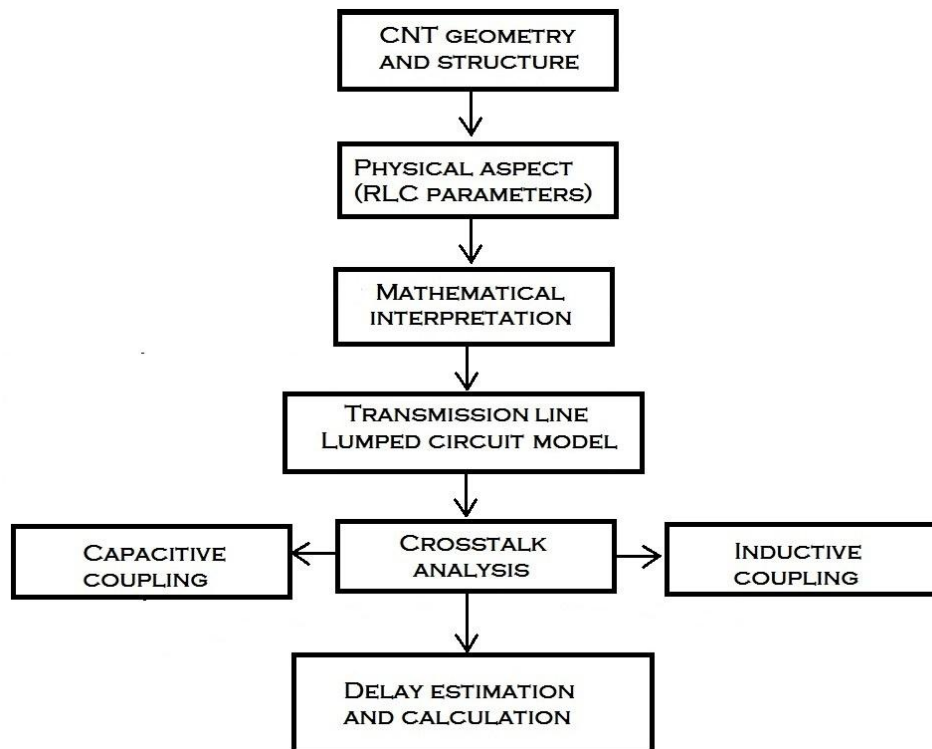 CNT GEOMETRY
AND STRUCTURE
PHYSICAL ASPECT
(RLC PARAMETERS)
MATHEMATICAL
INTERPRETATION
TRANSMISSION LINE
LUMPED CIRCUIT MODEL
CAPACITIVE
COUPLING
CROSSTALK
ANALYSIS
INDUCTIVE
COUPLING
DELAY ESTIMATION
AND CALCULATION